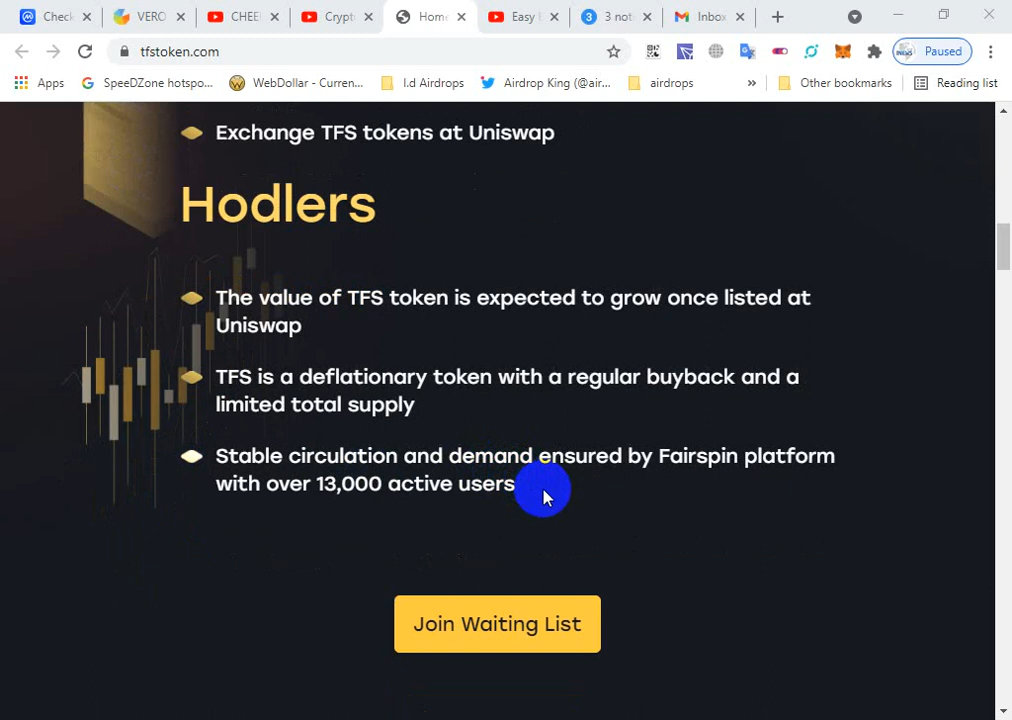 Check
VERO
CHEE
Crypt
Hom
Easy
3 not
Inbo
tfstoken.com
Paused
Apps
SpeeDZone hotspo...
WebDollar - Curren...
I.d Airdrops
Airdrop King (@air...
airdrops
»
Other bookmarks
Reading list
Exchange TFS tokens at Uniswap
Hodlers
The value of TFS token is expected to grow once listed at
Uniswap
TFS is a deflationary token with a regular buyback and a
limited total supply
Stable circulation and demand ensured by Fairspin platform
with over 13,000 active users
Join Waiting List